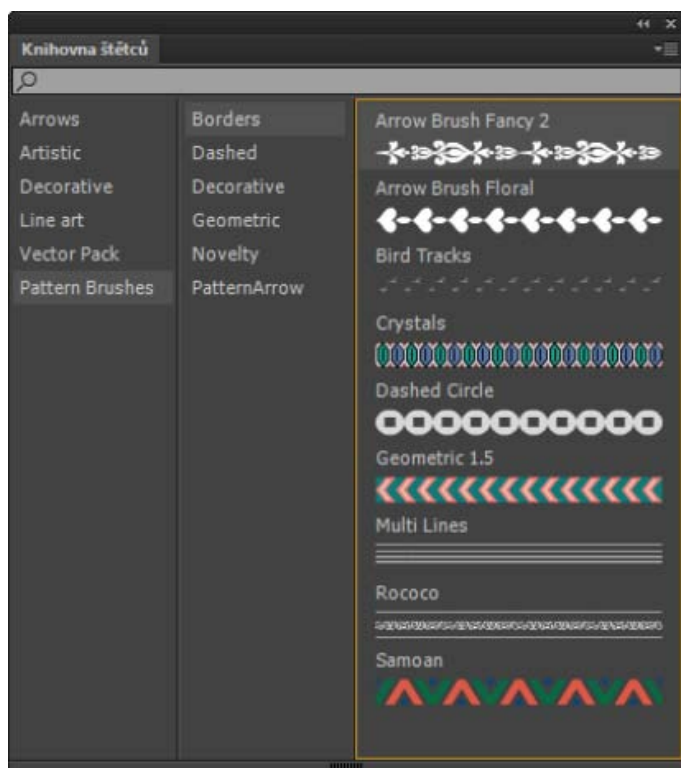 Knihovna štětců
Arrows
Artistic
Decorative
Line art
Vector Pack
Pattern Brushes
Borders
Dashed
Decorative
Geometric
Novelty
PatternArrow
Arrow Brush Fancy 2
Arrow Brush Floral
Bird Tracks
Crystals
Dashed Circle
Geometric 1.5
Multi Lines
Rococo
Samoan